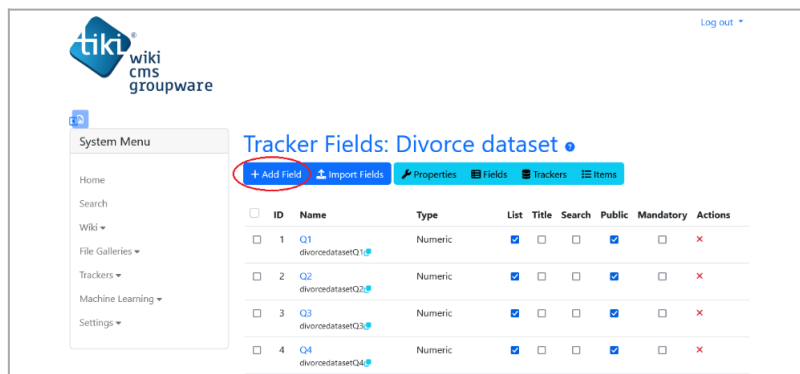 Log out
tiki®
wiki
cms
groupware
System Menu
Home
Search
Wiki
File Galleries
Trackers
Machine Learning
Settings
Tracker Fields: Divorce dataset
+ Add Field Import Fields Properties Fields Trackers Items
ID Name Type List Title Search Public Mandatory Actions
1 Q1 Numeric
divorcedatasetQ1
2 Q2 Numeric
divorcedatasetQ2
3 Q3 Numeric
divorcedatasetQ3
4 Q4 Numeric
divorcedatasetQ4